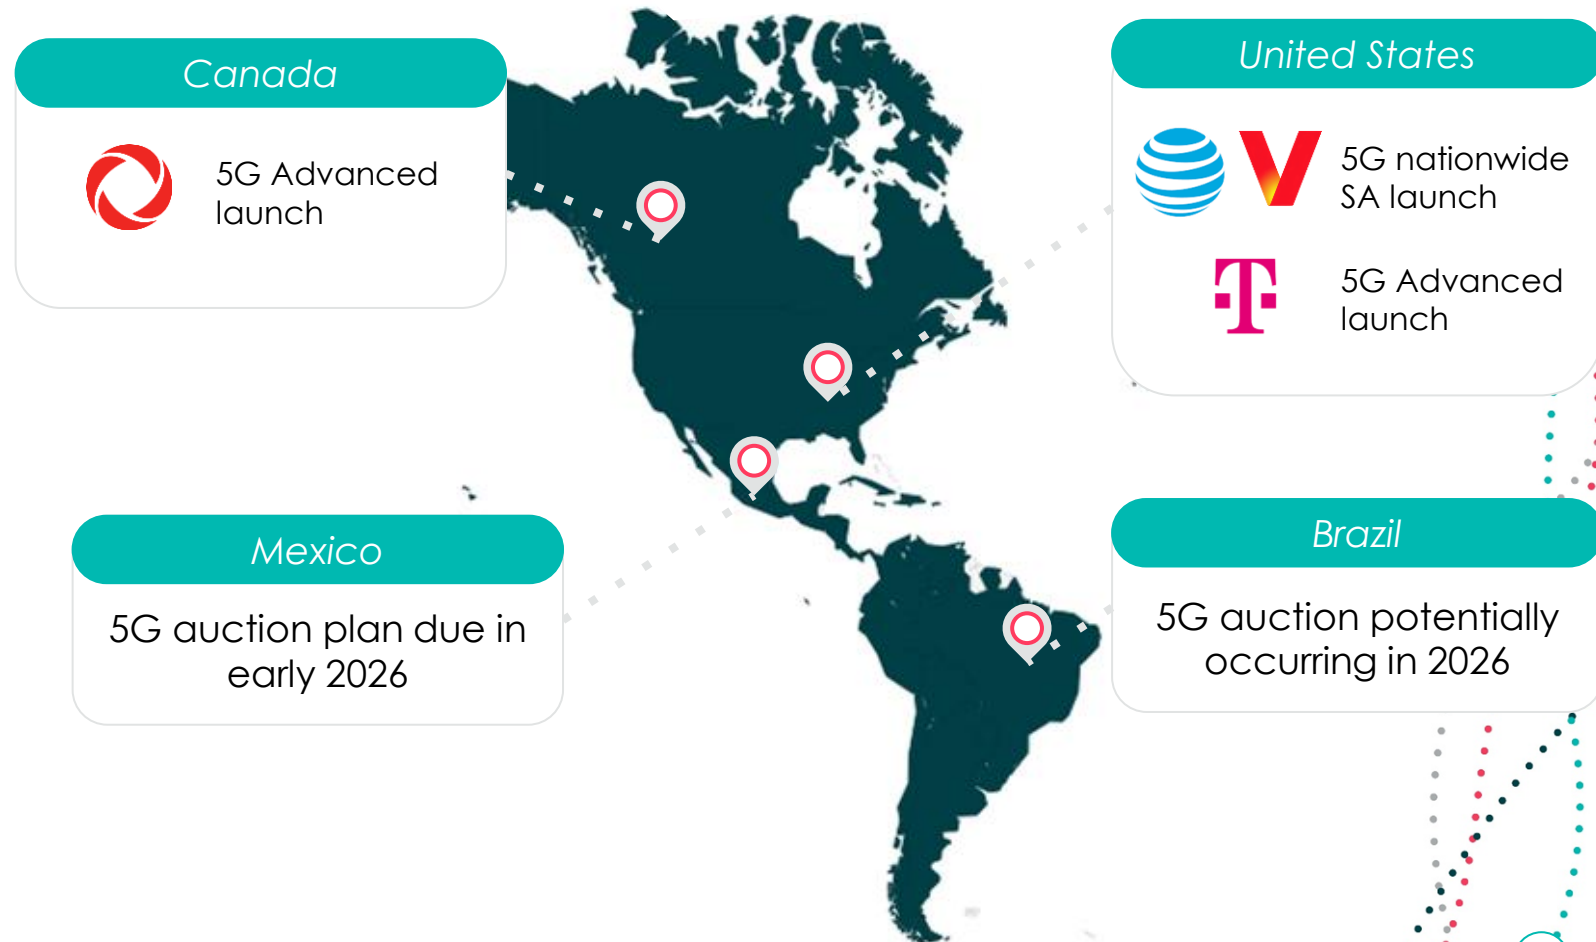 Canada
5G Advanced
launch
United States
5G nationwide
SA launch
T
5G Advanced
launch
Mexico
5G auction plan due in
early 2026
Brazil
5G auction potentially
occurring in 2026